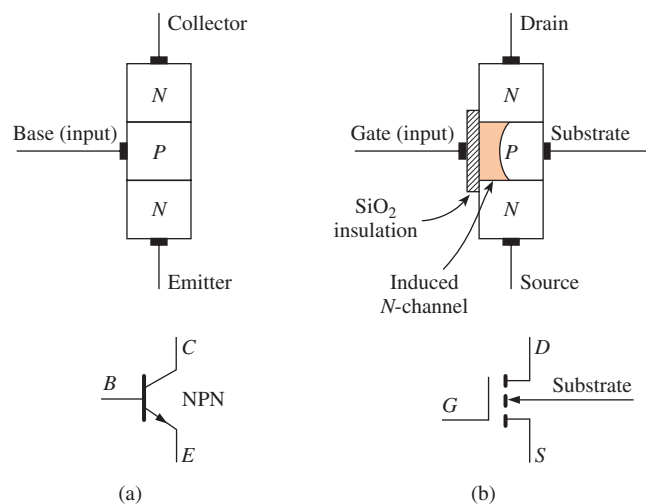 Collector
N
Base (input)
P
N
Emitter
C
B
NPN
E
(a)
Drain
N
Gate (input)
P
Substrate
SiO2
insulation
N
Induced
N-channel
Source
D
Substrate
G
S
(b)